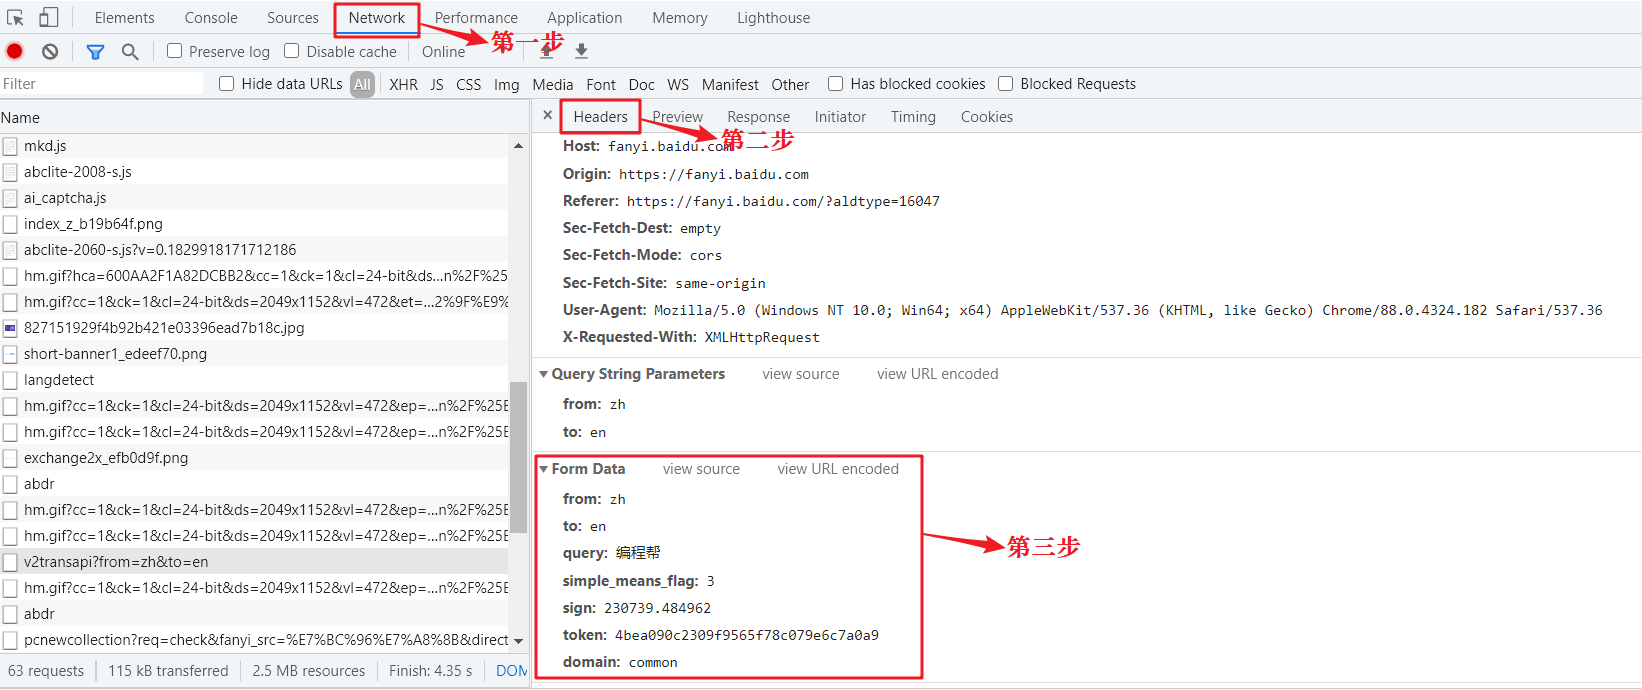 Elements Console Sources Network Performance Application Memory Lighthouse
第一步
Preserve log Disable cache Online
Filter Hide data URLs All XHR JS CSS Img Media Font Doc WS Manifest Other Has blocked cookies Blocked Requests
Name
mkd.js
abclite-2008-s.js
ai_captcha.js
index_z_b19b64f.png
abclite-2060-s.js?v=0.1829918171712186
hm.gif?hca=600AA2F1A82DCBB2&cc=1&ck=1&cl=24-bit&ds...n%2F%25
hm.gif?cc=1&ck=1&cl=24-bit&ds=2049x1152&vl=472&et=...2%9F%E9%
827151929f4b92b421e03396ead7b18c.jpg
short-banner1_edeef70.png
langdetect
hm.gif?cc=1&ck=1&cl=24-bit&ds=2049x1152&vl=472&ep=...n%2F%25E
hm.gif?cc=1&ck=1&cl=24-bit&ds=2049x1152&vl=472&ep=...n%2F%25E
exchange2x_efb0d9f.png
abdr
hm.gif?cc=1&ck=1&cl=24-bit&ds=2049x1152&vl=472&ep=...n%2F%25E
hm.gif?cc=1&ck=1&cl=24-bit&ds=2049x1152&vl=472&ep=...n%2F%25E
v2transapi?from=zh&to=en
hm.gif?cc=1&ck=1&cl=24-bit&ds=2049x1152&vl=472&ep=...n%2F%25E
abdr
pcnewcollection?req=check&fanyi_src=%E7%BC%96%E7%A8%8B&direct
63 requests 115 kB transferred 2.5 MB resources Finish: 4.35 s DOM
× Headers Preview Response Initiator Timing Cookies
第二步
Host: fanyi.baidu.com
Origin: https://fanyi.baidu.com
Referer: https://fanyi.baidu.com/?aldtype=16047
Sec-Fetch-Dest: empty
Sec-Fetch-Mode: cors
Sec-Fetch-Site: same-origin
User-Agent: Mozilla/5.0 (Windows NT 10.0; Win64; x64) AppleWebKit/537.36 (KHTML, like Gecko) Chrome/88.0.4324.182 Safari/537.36
X-Requested-With: XMLHttpRequest
Query String Parameters view source view URL encoded
from: zh
to: en
Form Data view source view URL encoded
from: zh
to: en
query: 编程帮
simple_means_flag: 3
sign: 230739.484962
token: 4bea090c2309f9565f78c079e6c7a0a9
domain: common
第三步